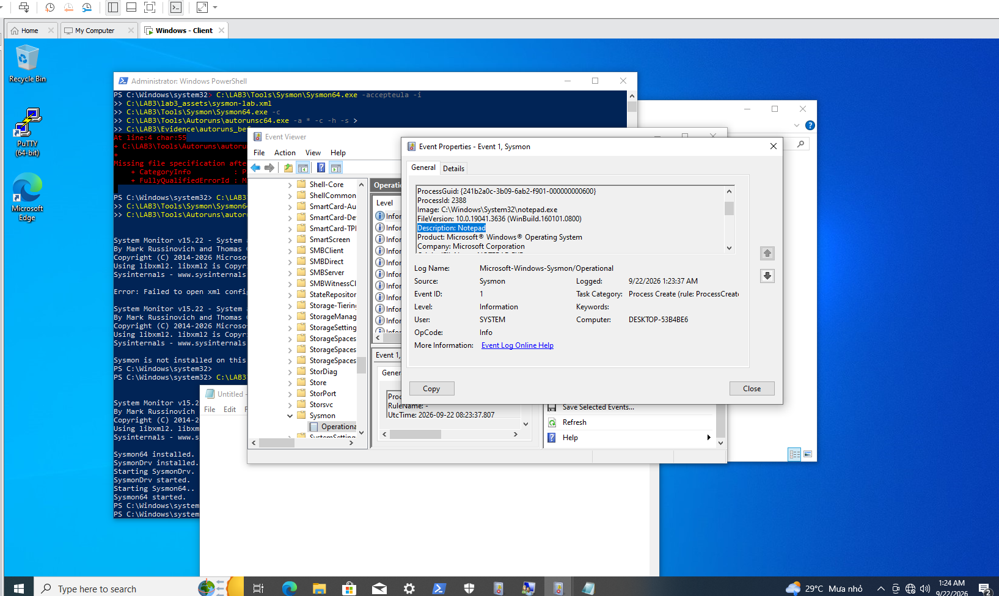 Home
My Computer
Windows - Client
Recycle Bin
PuTTY
(64-bit)
Microsoft
Edge
Administrator: Windows PowerShell
PS C:\Windows\system32> C:\LAB3\Tools\Sysmon\Sysmon64.exe -accepteula -i
>> C:\LAB3\lab3_assets\sysmon-lab.xml
>> C:\LAB3\Tools\Sysmon\Sysmon64.exe -c
>> C:\LAB3\Tools\Autoruns\autorunsc64.exe -a * -c -h -s >
>> C:\LAB3\Evidence\autoruns_bef
At line:4 char:55
+ C:\LAB3\Tools\Autoruns\autoru
+
Missing file specification afte
+ CategoryInfo : P
+ FullyQualifiedErrorId : M
PS C:\Windows\system32> C:\LAB3
>> C:\LAB3\Tools\Sysmon\Sysmon6
>> C:\LAB3\Tools\Autoruns\autoru
System Monitor v15.22 - System a
By Mark Russinovich and Thomas
Copyright (C) 2014-2026 Microso
Using libxml2. libxml2 is Copyr
Sysinternals - www.sysinternals
Error: Failed to open xml config
System Monitor v15.22 - System a
By Mark Russinovich and Thomas
Copyright (C) 2014-2026 Microso
Using libxml2. libxml2 is Copyr
Sysinternals - www.sysinternals
Sysmon is not installed on this
PS C:\Windows\system32>
PS C:\Windows\system32> C:\LAB3
System Monitor v15.2
By Mark Russinovich
Copyright (C) 2014-2
Using libxml2. libxm
Sysinternals - www.s
Sysmon64 installed.
SysmonDrv installed.
Starting SysmonDrv.
SysmonDrv started.
Starting Sysmon64..
Sysmon64 started.
PS C:\Windows\system
PS C:\Windows\system
Untitled -
File Edit F
Event Viewer
File Action View Help
Shell-Core
ShellCommon
SmartCard-Au
SmartCard-De
SmartCard-TPI
SmartScreen
SMBClient
SMBDirect
SMBServer
SMBWitnessCl
StateRepositor
Storage-Tiering
StorageManag
StorageSetting
StorageSpaces
StorageSpaces
StorageSpaces
StorDiag
Store
StorPort
Storsvc
Sysmon
Operationa
SystemSetting
Operatio
Level
Infor
Infor
Infor
Infor
Infor
Infor
Infor
Infor
Infor
Infor
Infor
Event 1,
Gener
Proc
RuleName: -
UtcTime: 2026-09-22 08:23:37.807
Save Selected Events...
Refresh
Help
Event Properties - Event 1, Sysmon
General
Details
ProcessGuid: {241b2a0c-3b09-6ab2-f901-000000000600}
ProcessId: 2388
Image: C:\Windows\System32\notepad.exe
FileVersion: 10.0.19041.3636 (WinBuild.160101.0800)
Description: Notepad
Product: Microsoft® Windows® Operating System
Company: Microsoft Corporation
Log Name: Microsoft-Windows-Sysmon/Operational
Source: Sysmon Logged: 9/22/2026 1:23:37 AM
Event ID: 1 Task Category: Process Create (rule: ProcessCreate
Level: Information Keywords:
User: SYSTEM Computer: DESKTOP-53B4BE6
OpCode: Info
More Information: Event Log Online Help
Copy
Close
Type here to search
29°C Mưa nhỏ
1:24 AM
9/22/2026
2